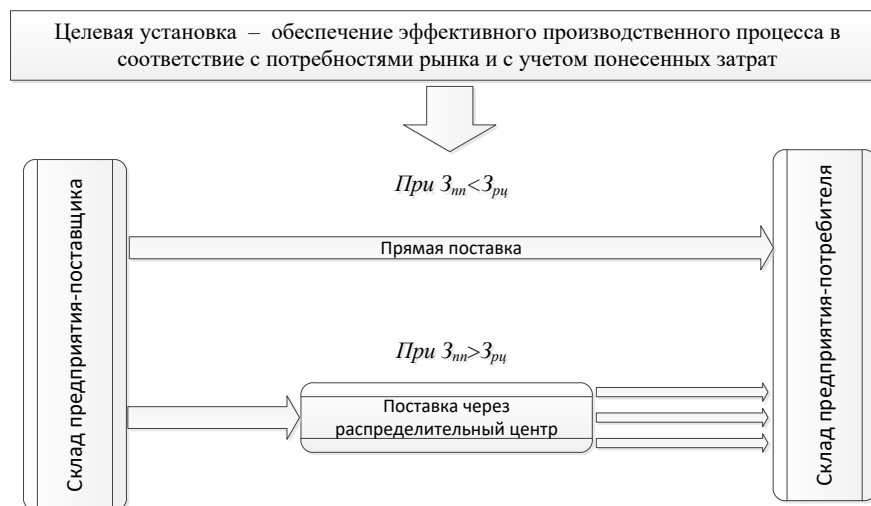 Целевая установка – обеспечение эффективного производственного процесса в
соответствие с потребностями рынка и с учетом понесенных затрат
Склад предприятия-поставщика
При Зпп<Зрц
Прямая поставка
При Зпп>Зрц
Поставка через
распределительный центр
Склад предприятия-потребителя